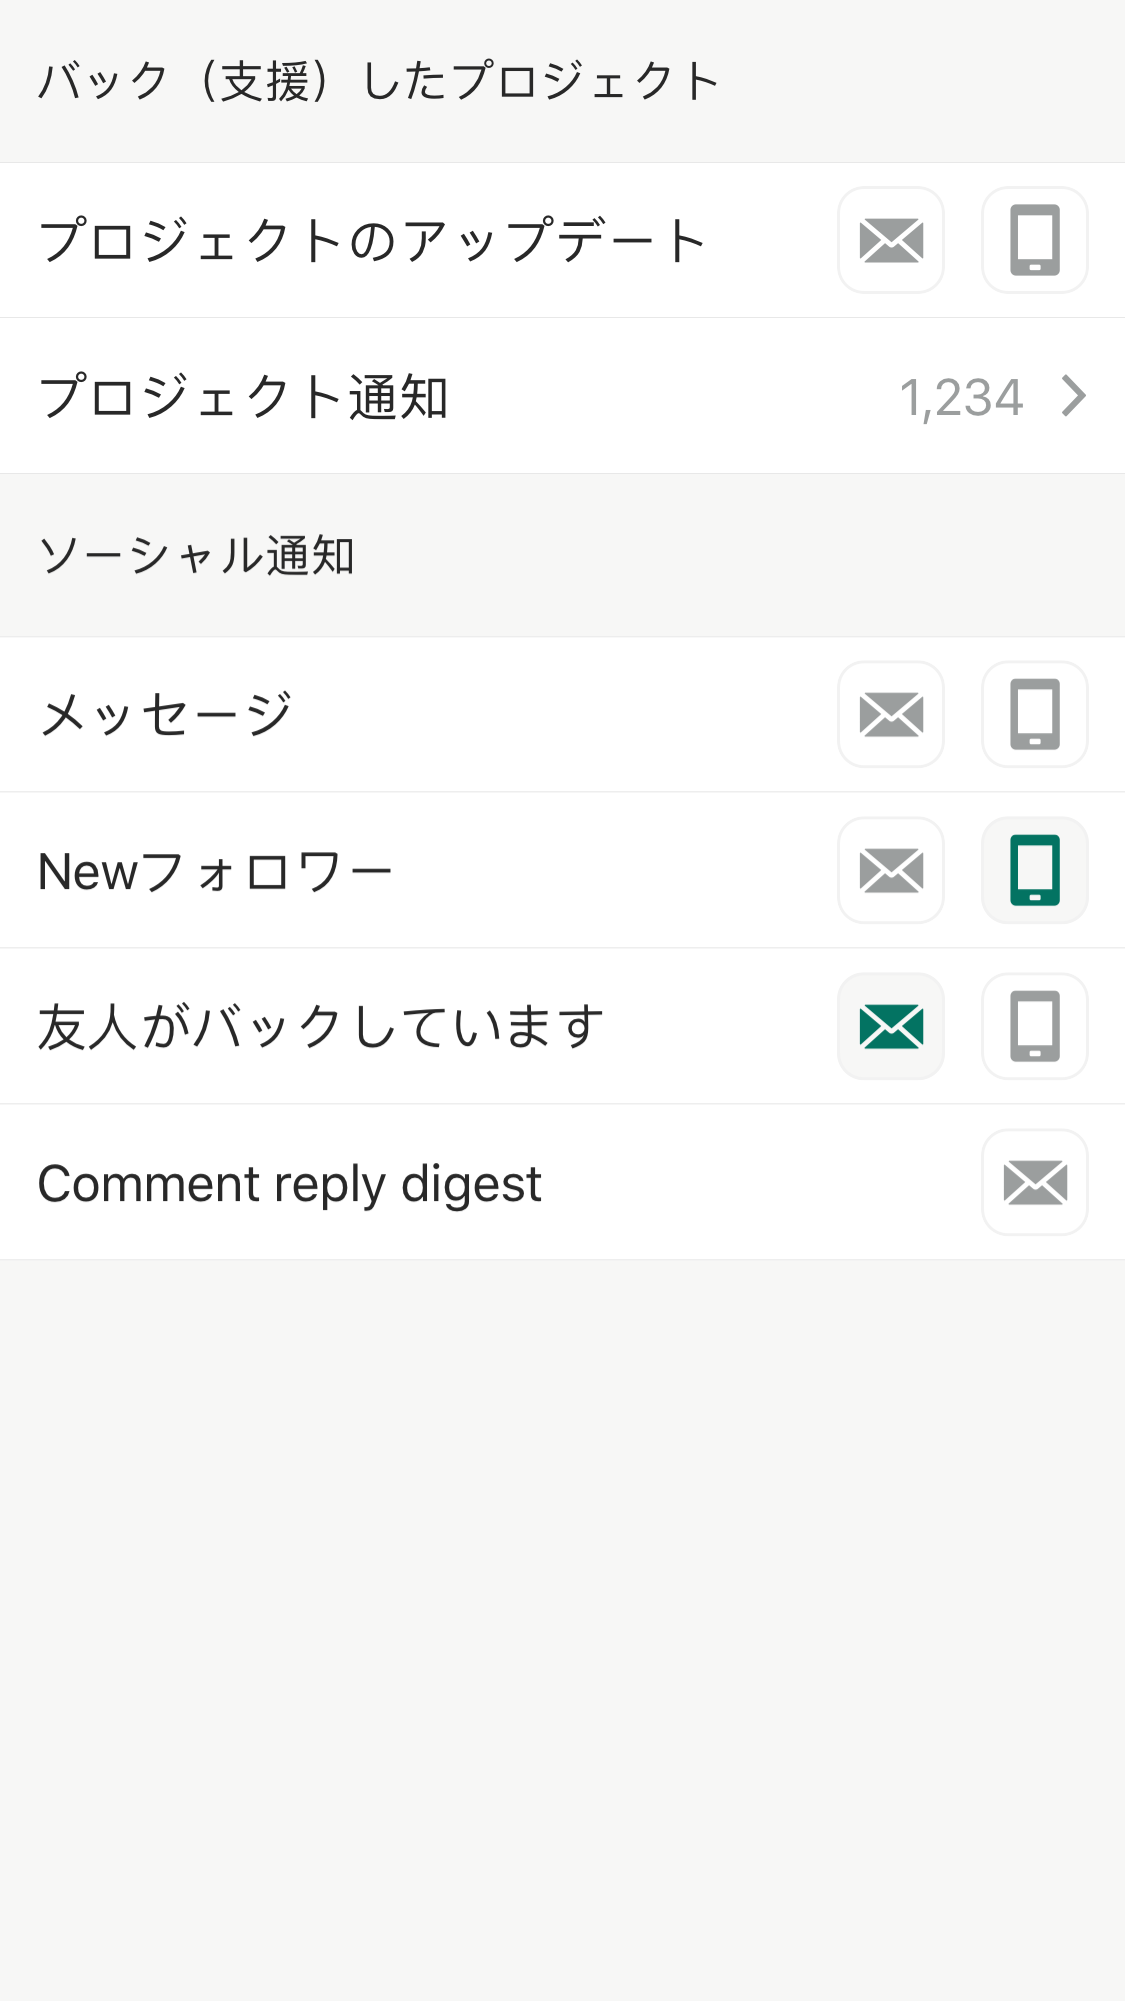 バック（支援）したプロジェクト
プロジェクトのアップデート
プロジェクト通知
1,234
ソーシャル通知
メッセージ
Newフォロワー
友人がバックしています
Comment reply digest